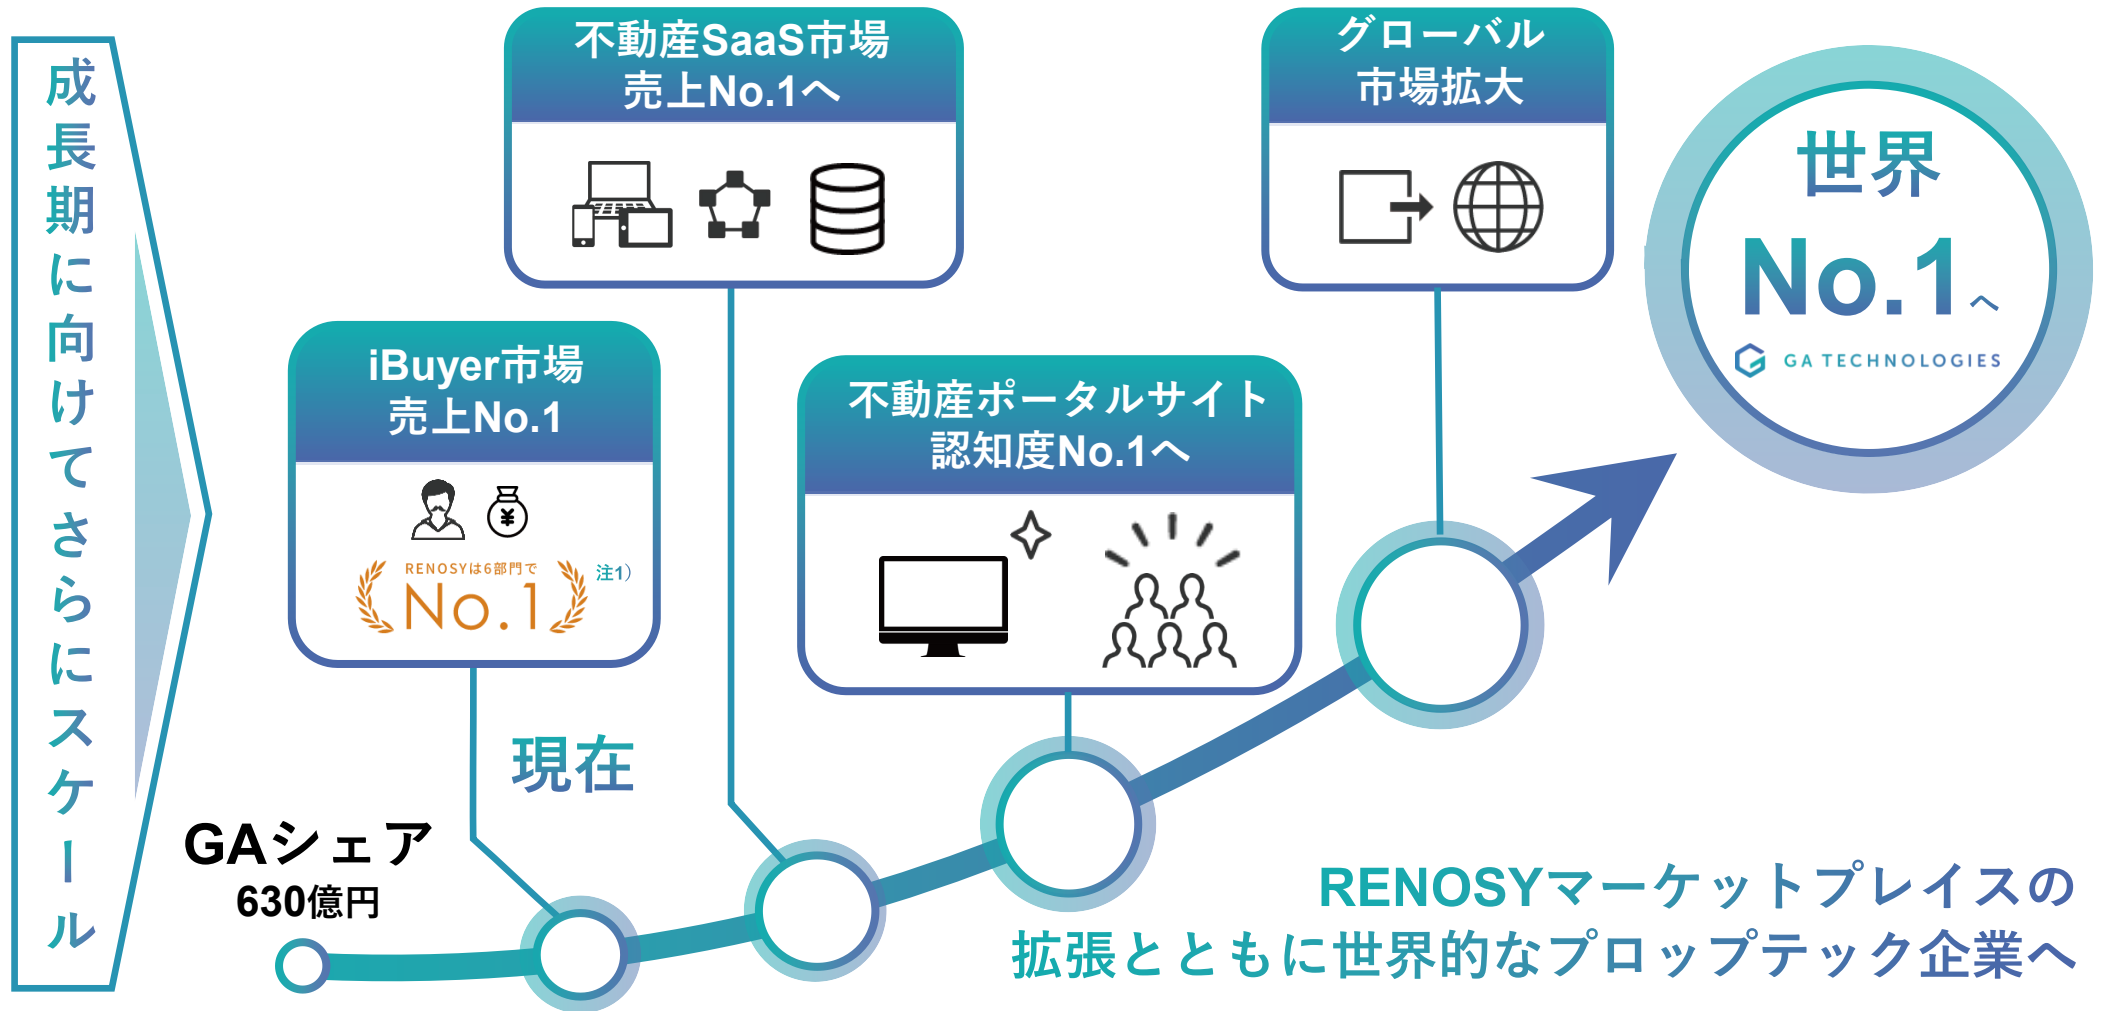 成長期に向けてさらにスケール
不動産SaaS市場
売上No.1へ
グローバル
市場拡大
世界
No.1へ
GA TECHNOLOGIES
iBuyer市場
売上No.1
RENOSYは6部門で
No.1
注1）
不動産ポータルサイト
認知度No.1へ
現在
GAシェア
630億円
RENOSYマーケットプレイスの
拡張とともに世界的なプロップテック企業へ